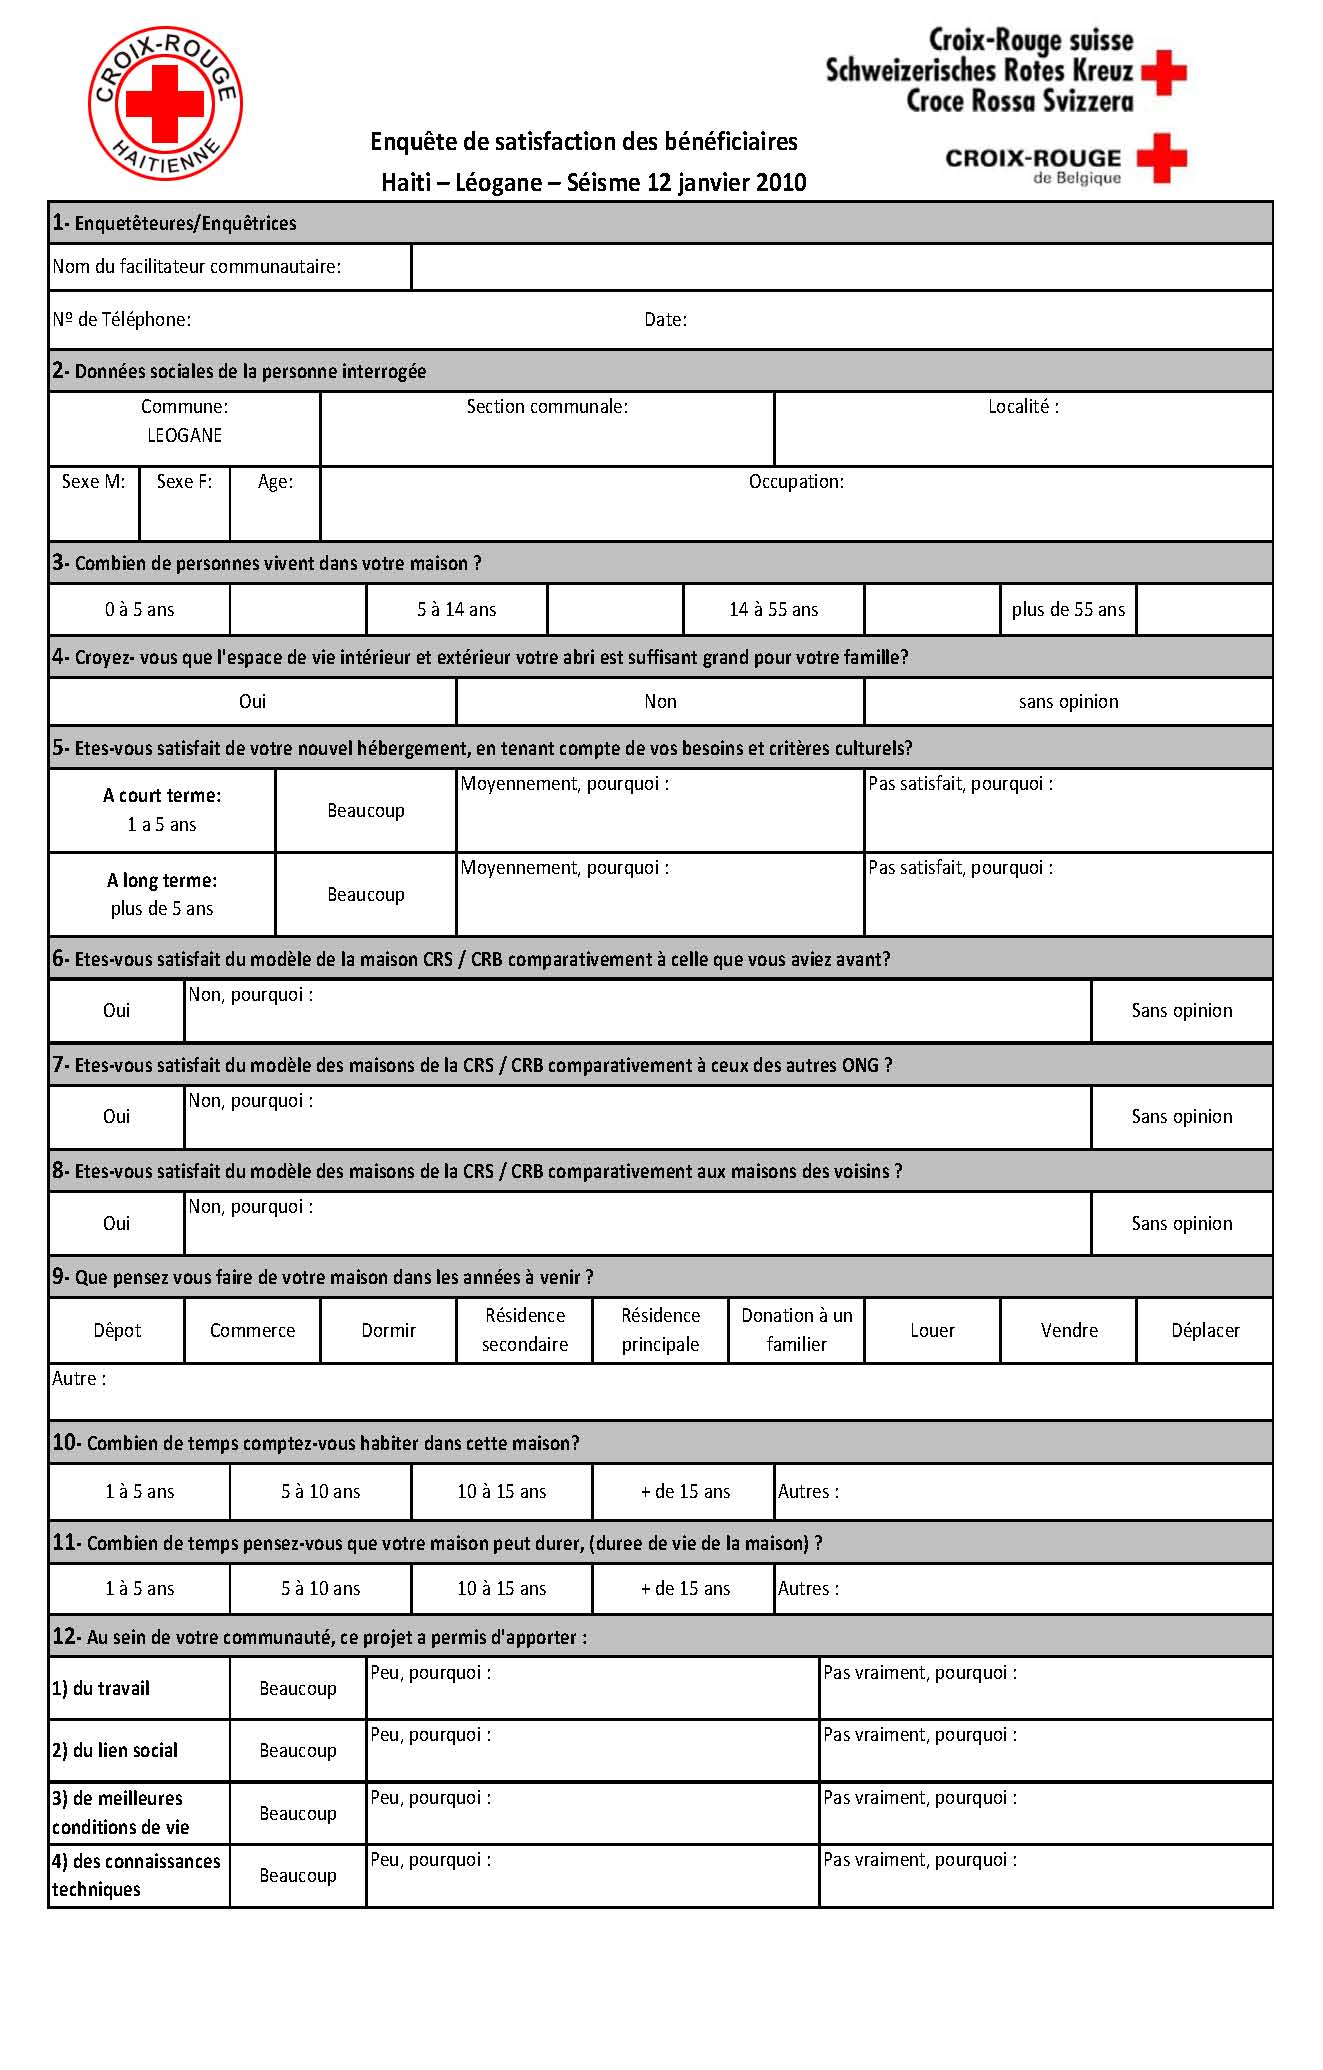 CROIX-ROUGE
HAITIENNE
Croix-Rouge suisse
Schweizerisches Rotes Kreuz
Croce Rossa Svizzera
CROIX-ROUGE
de Belgique
Enquête de satisfaction des bénéficiaires
Haiti – Léogane – Séisme 12 janvier 2010
1- Enquetêteures/Enquêtrices
Nom du facilitateur communautaire:
Nº de Téléphone: Date:
2- Données sociales de la personne interrogée
Commune: Section communale: Localité :
LEOGANE
Sexe M: Sexe F: Age: Occupation:
3- Combien de personnes vivent dans votre maison ?
0 à 5 ans 5 à 14 ans 14 à 55 ans plus de 55 ans
4- Croyez- vous que l'espace de vie intérieur et extérieur votre abri est suffisant grand pour votre famille?
Oui Non sans opinion
5- Etes-vous satisfait de votre nouvel hébergement, en tenant compte de vos besoins et critères culturels?
A court terme:
1 a 5 ans
Beaucoup
Moyennement, pourquoi :
Pas satisfait, pourquoi :
A long terme:
plus de 5 ans
Beaucoup
Moyennement, pourquoi :
Pas satisfait, pourquoi :
6- Etes-vous satisfait du modèle de la maison CRS / CRB comparativement à celle que vous aviez avant?
Oui
Non, pourquoi :
Sans opinion
7- Etes-vous satisfait du modèle des maisons de la CRS / CRB comparativement à ceux des autres ONG ?
Oui
Non, pourquoi :
Sans opinion
8- Etes-vous satisfait du modèle des maisons de la CRS / CRB comparativement aux maisons des voisins ?
Oui
Non, pourquoi :
Sans opinion
9- Que pensez vous faire de votre maison dans les années à venir ?
Dêpot
Commerce
Dormir
Résidence
secondaire
Résidence
principale
Donation à un
familier
Louer
Vendre
Déplacer
Autre :
10- Combien de temps comptez-vous habiter dans cette maison?
1 à 5 ans 5 à 10 ans 10 à 15 ans + de 15 ans Autres :
11- Combien de temps pensez-vous que votre maison peut durer, (duree de vie de la maison) ?
1 à 5 ans 5 à 10 ans 10 à 15 ans + de 15 ans Autres :
12- Au sein de votre communauté, ce projet a permis d'apporter :
1) du travail
Beaucoup
Peu, pourquoi :
Pas vraiment, pourquoi :
2) du lien social
Beaucoup
Peu, pourquoi :
Pas vraiment, pourquoi :
3) de meilleures
conditions de vie
Beaucoup
Peu, pourquoi :
Pas vraiment, pourquoi :
4) des connaissances
techniques
Beaucoup
Peu, pourquoi :
Pas vraiment, pourquoi :